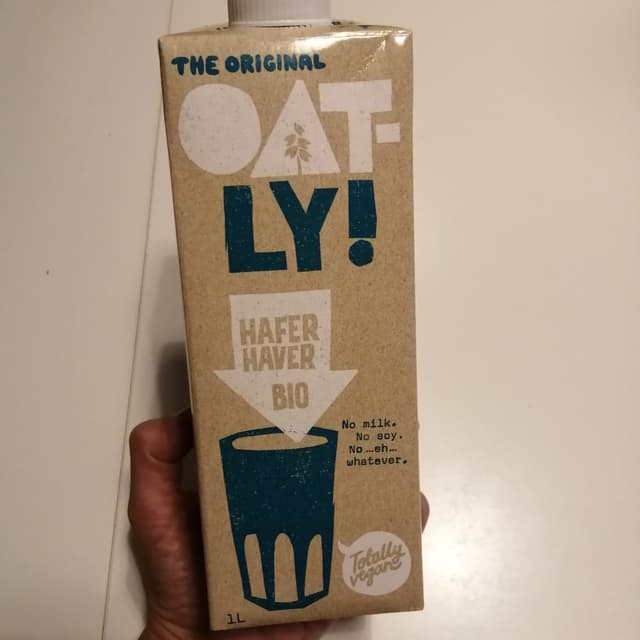 THE ORIGINAL
OAT-
LY!
HAFER
HAVER
BIO
No milk.
No soy.
No …eh…
whatever.
Totally
vegan!
1L